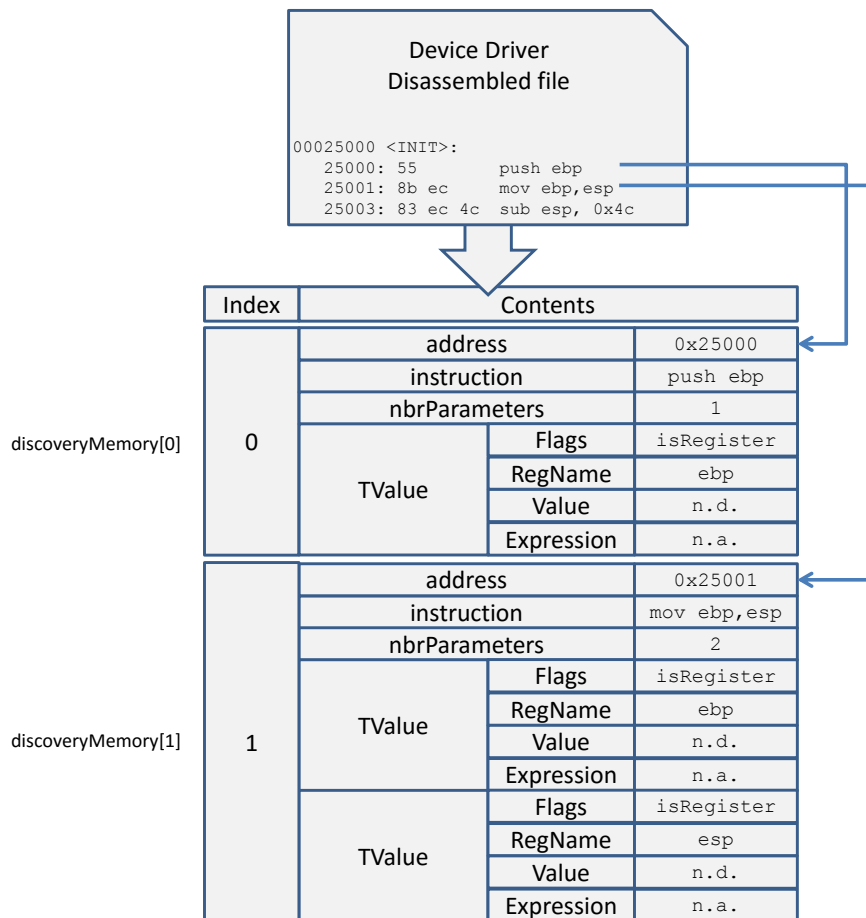 Device Driver
Disassembled file
00025000 <INIT>:
25000: 55 push ebp
25001: 8b ec mov ebp,esp
25003: 83 ec 4c sub esp, 0x4c
Index Contents
discoveryMemory[0]
0
address 0x25000
instruction push ebp
nbrParameters 1
TValue
Flags isRegister
RegName ebp
Value n.d.
Expression n.a.
discoveryMemory[1]
1
address 0x25001
instruction mov ebp,esp
nbrParameters 2
TValue
Flags isRegister
RegName ebp
Value n.d.
Expression n.a.
TValue
Flags isRegister
RegName esp
Value n.d.
Expression n.a.